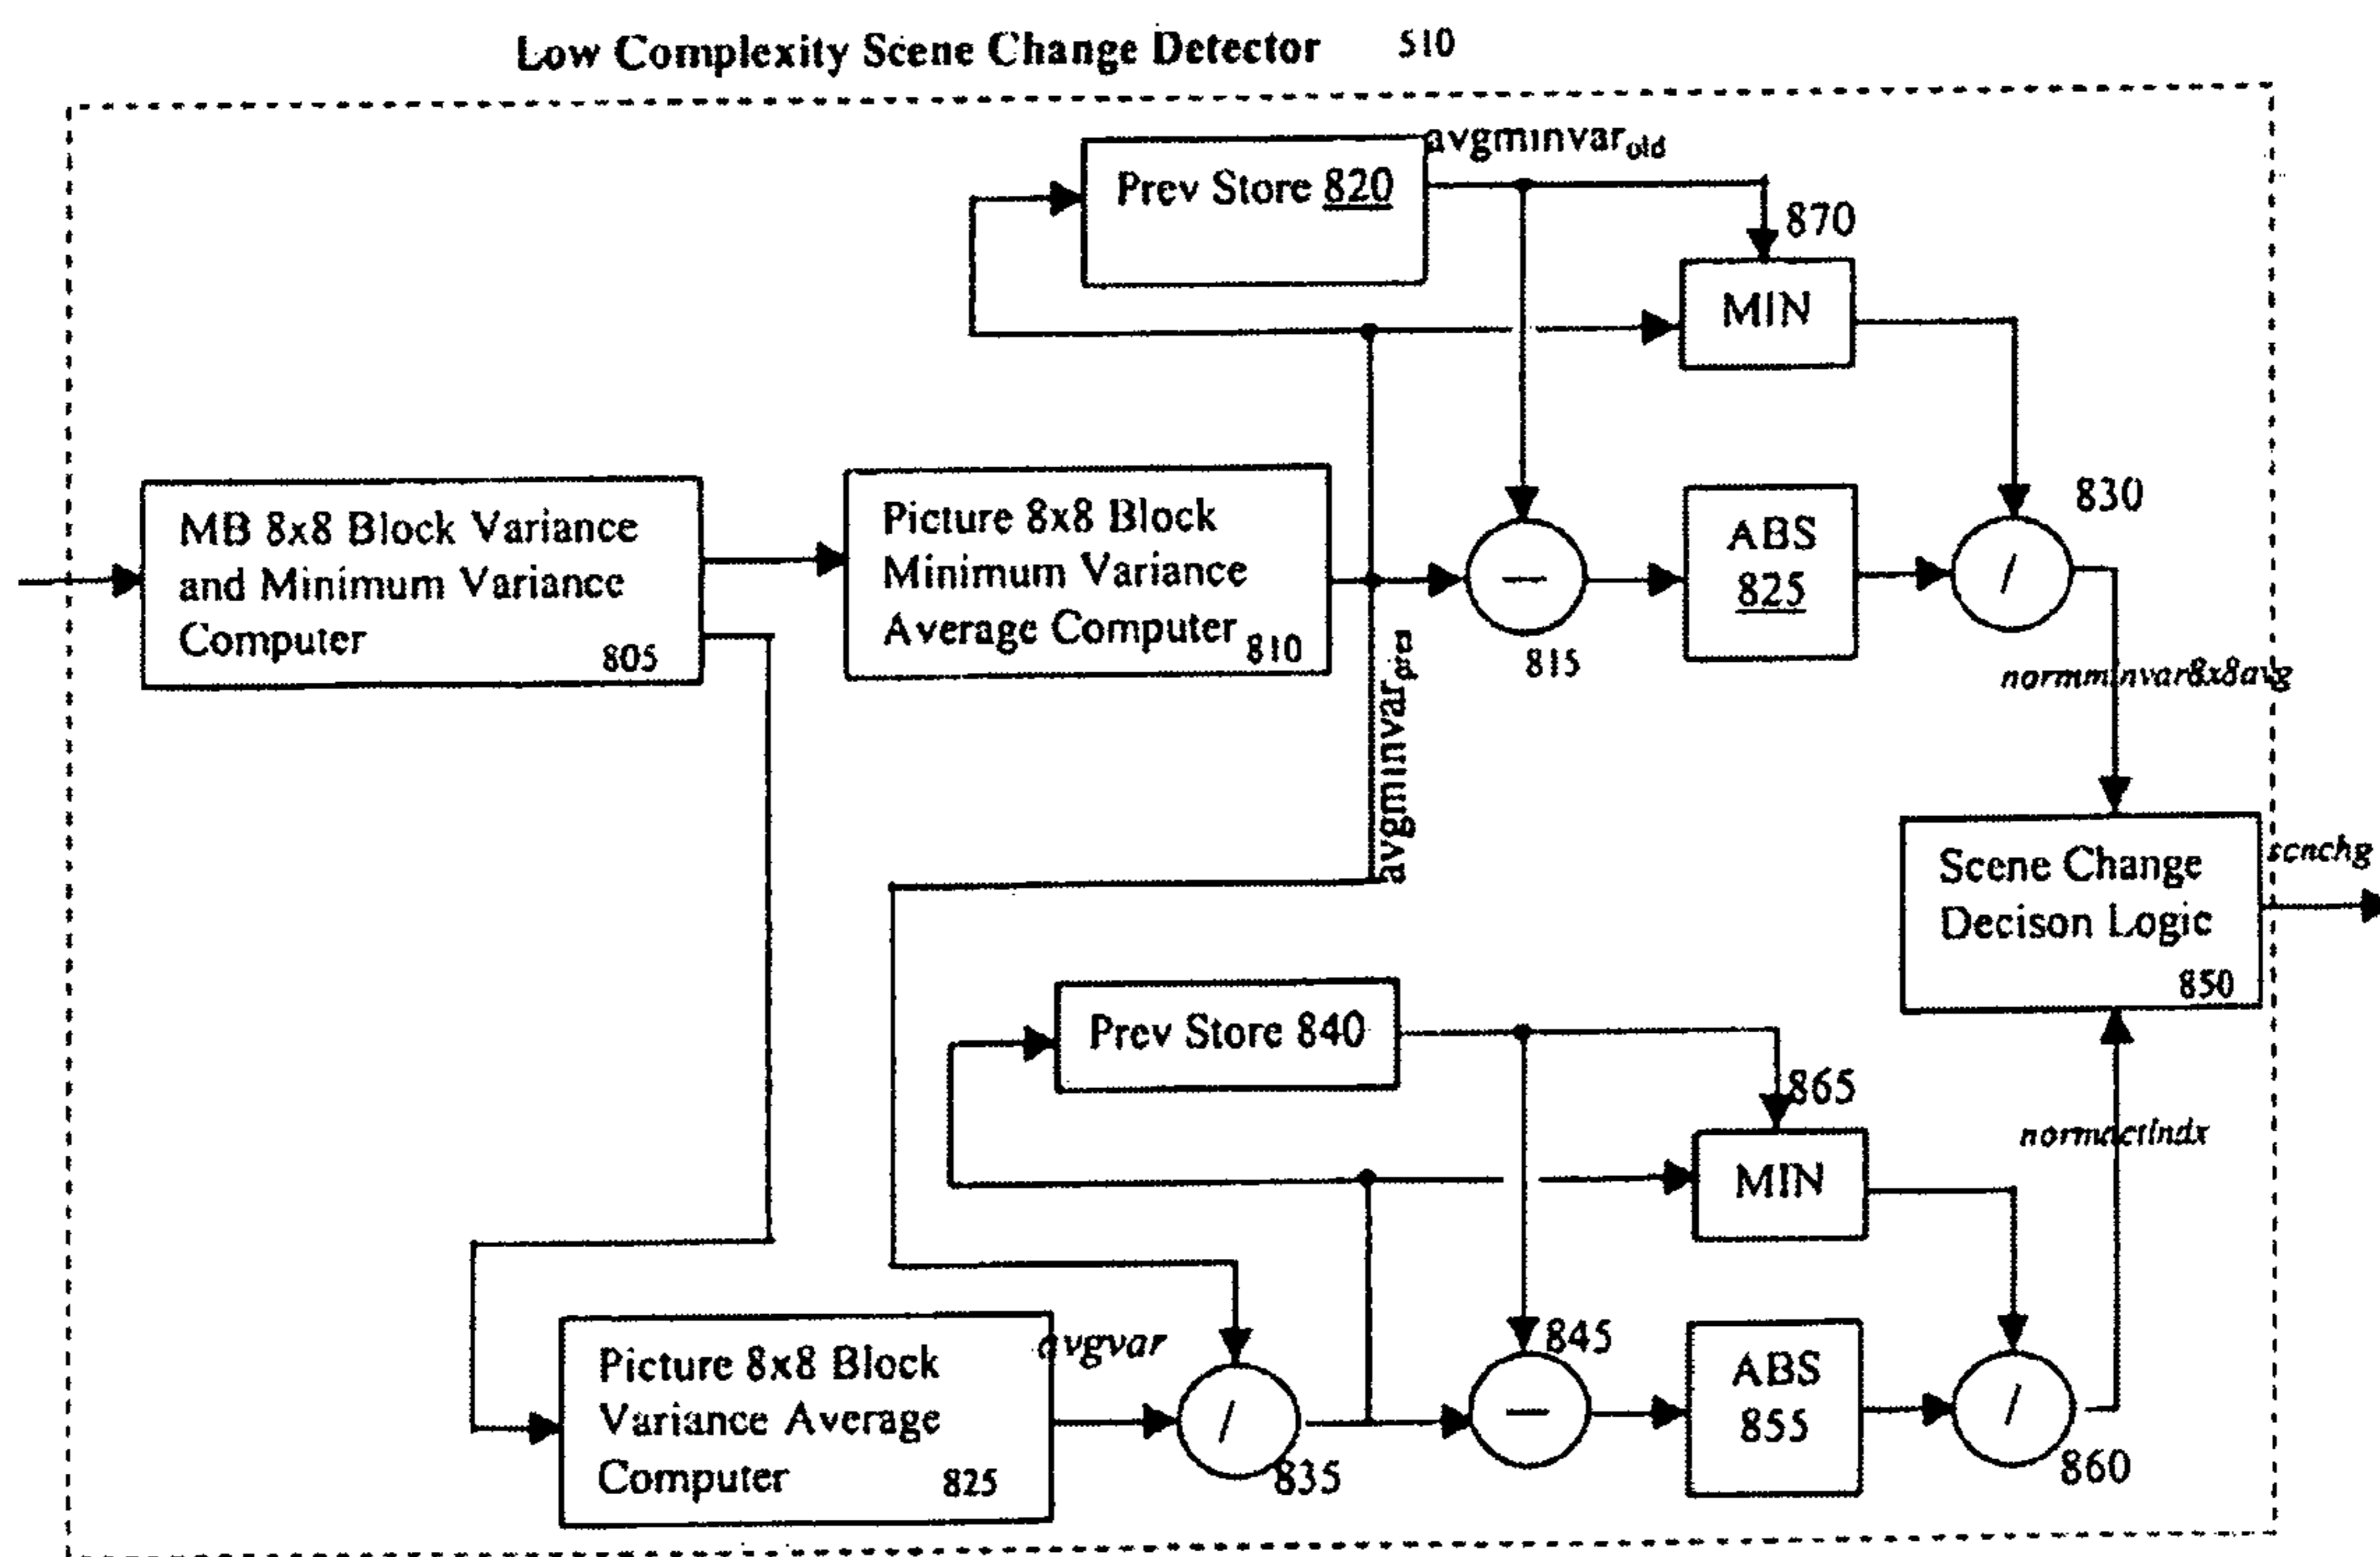 Low Complexity Scene Change Detector 510
avgminvar_old
Prev Store 820
870
MIN
MB 8x8 Block Variance
and Minimum Variance
Computer
805
Picture 8x8 Block
Minimum Variance
Average Computer
810
815
ABS
825
830
avgminvar_pres
normminvar8x8avg
Scene Change
Decison Logic
850
scnchg
Prev Store 840
865
MIN
normactindx
Picture 8x8 Block
Variance Average
Computer
825
avgvar
835
845
ABS
855
860